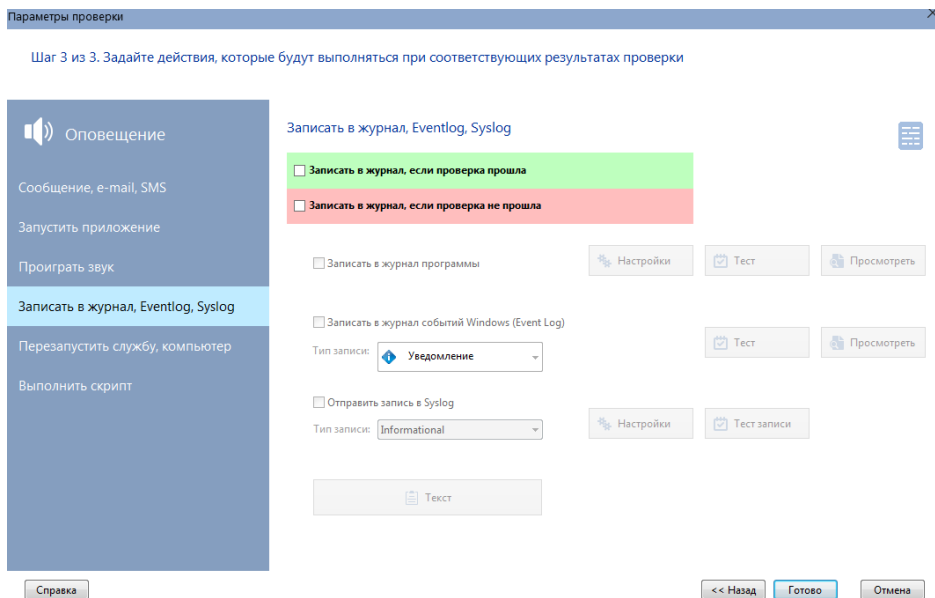 Параметры проверки
Шаг 3 из 3. Задайте действия, которые будут выполняться при соответствующих результатах проверки
Оповещение
Сообщение, e-mail, SMS
Запустить приложение
Проиграть звук
Записать в журнал, Eventlog, Syslog
Перезапустить службу, компьютер
Выполнить скрипт
Записать в журнал, Eventlog, Syslog
Записать в журнал, если проверка прошла
Записать в журнал, если проверка не прошла
Записать в журнал программы
Настройки
Тест
Просмотреть
Записать в журнал событий Windows (Event Log)
Тип записи:
Уведомление
Тест
Просмотреть
Отправить запись в Syslog
Тип записи:
Informational
Настройки
Тест записи
Текст
Справка
<< Назад
Готово
Отмена